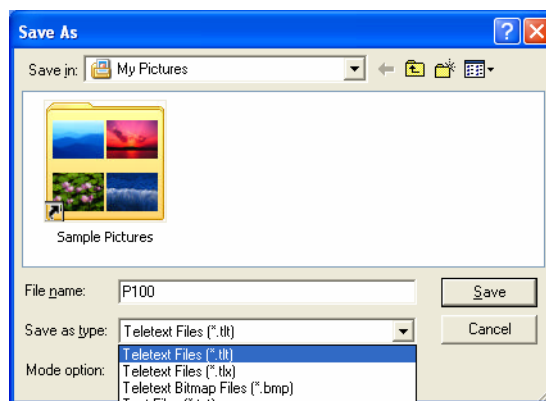 Save As
Save in: My Pictures
Sample Pictures
File name: P100 Save
Save as type: Teletext Files (*.tlt) Cancel
Teletext Files (*.tlt)
Mode option: Teletext Files (*.tlx)
Teletext Bitmap Files (*.bmp)